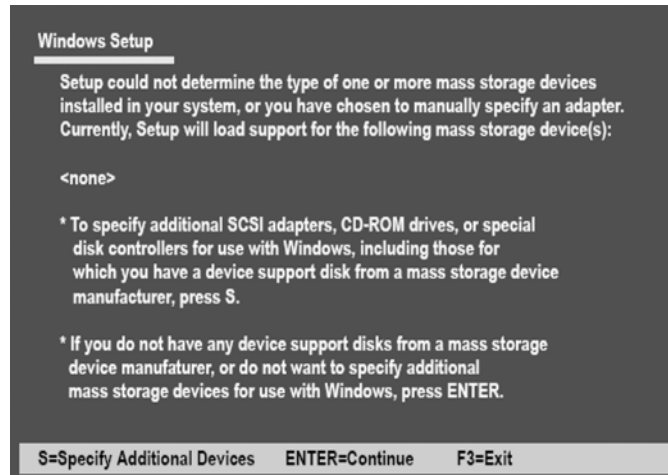 Windows Setup
Setup could not determine the type of one or more mass storage devices
installed in your system, or you have chosen to manually specify an adapter.
Currently, Setup will load support for the following mass storage device(s):
<none>
* To specify additional SCSI adapters, CD-ROM drives, or special
disk controllers for use with Windows, including those for
which you have a device support disk from a mass storage device
manufacturer, press S.
* If you do not have any device support disks from a mass storage
device manufaturer, or do not want to specify additional
mass storage devices for use with Windows, press ENTER.
S=Specify Additional Devices ENTER=Continue F3=Exit